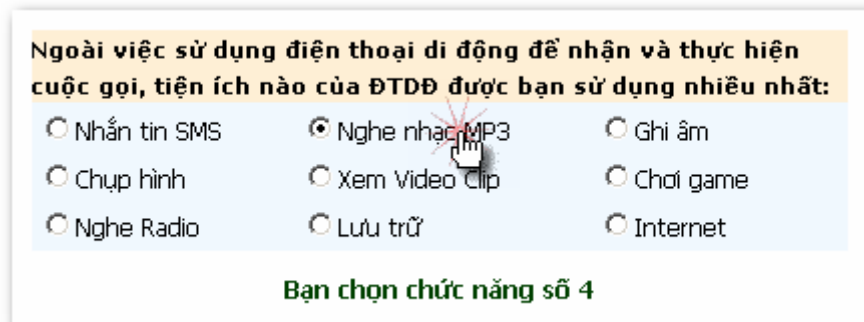 Ngoài việc sử dụng điện thoại di động để nhận và thực hiện
cuộc gọi, tiện ích nào của ĐTDĐ được bạn sử dụng nhiều nhất:
Nhắn tin SMS Nghe nhạc MP3 Ghi âm
Chụp hình Xem Video Clip Chơi game
Nghe Radio Lưu trữ Internet
Bạn chọn chức năng số 4